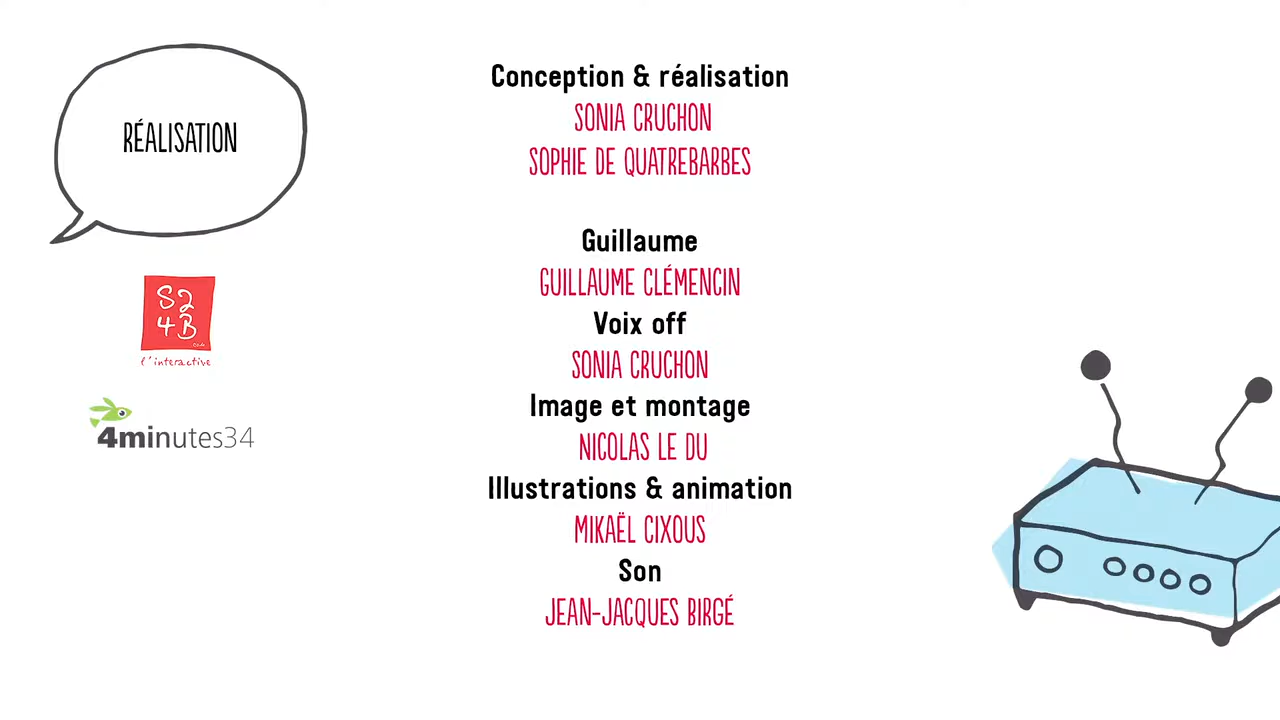 RÉALISATION
S2
4B
l'interactive
4minutes34
Conception & réalisation
SONIA CRUCHON
SOPHIE DE QUATREBARBES
Guillaume
GUILLAUME CLÉMENCIN
Voix off
SONIA CRUCHON
Image et montage
NICOLAS LE DU
Illustrations & animation
MIKAËL CIXOUS
Son
JEAN-JACQUES BIRGÉ